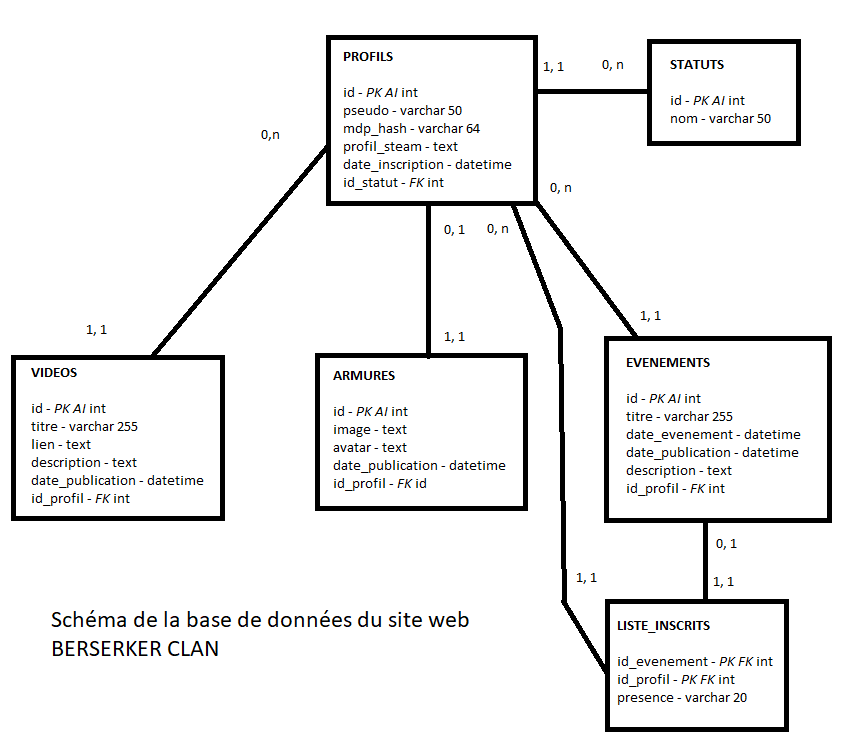 PROFILS
id - PK AI int
pseudo - varchar 50
mdp_hash - varchar 64
profil_steam - text
date_inscription - datetime
id_statut - FK int
1, 1
0, n
STATUTS
id - PK AI int
nom - varchar 50
0,n
0, 1
0, n
0, n
1, 1
1, 1
1, 1
VIDEOS
id - PK AI int
titre - varchar 255
lien - text
description - text
date_publication - datetime
id_profil - FK int
ARMURES
id - PK AI int
image - text
avatar - text
date_publication - datetime
id_profil - FK id
EVENEMENTS
id - PK AI int
titre - varchar 255
date_evenement - datetime
date_publication - datetime
description - text
id_profil - FK int
0, 1
1, 1
1, 1
LISTE_INSCRITS
id_evenement - PK FK int
id_profil - PK FK int
presence - varchar 20
Schéma de la base de données du site web
BERSERKER CLAN